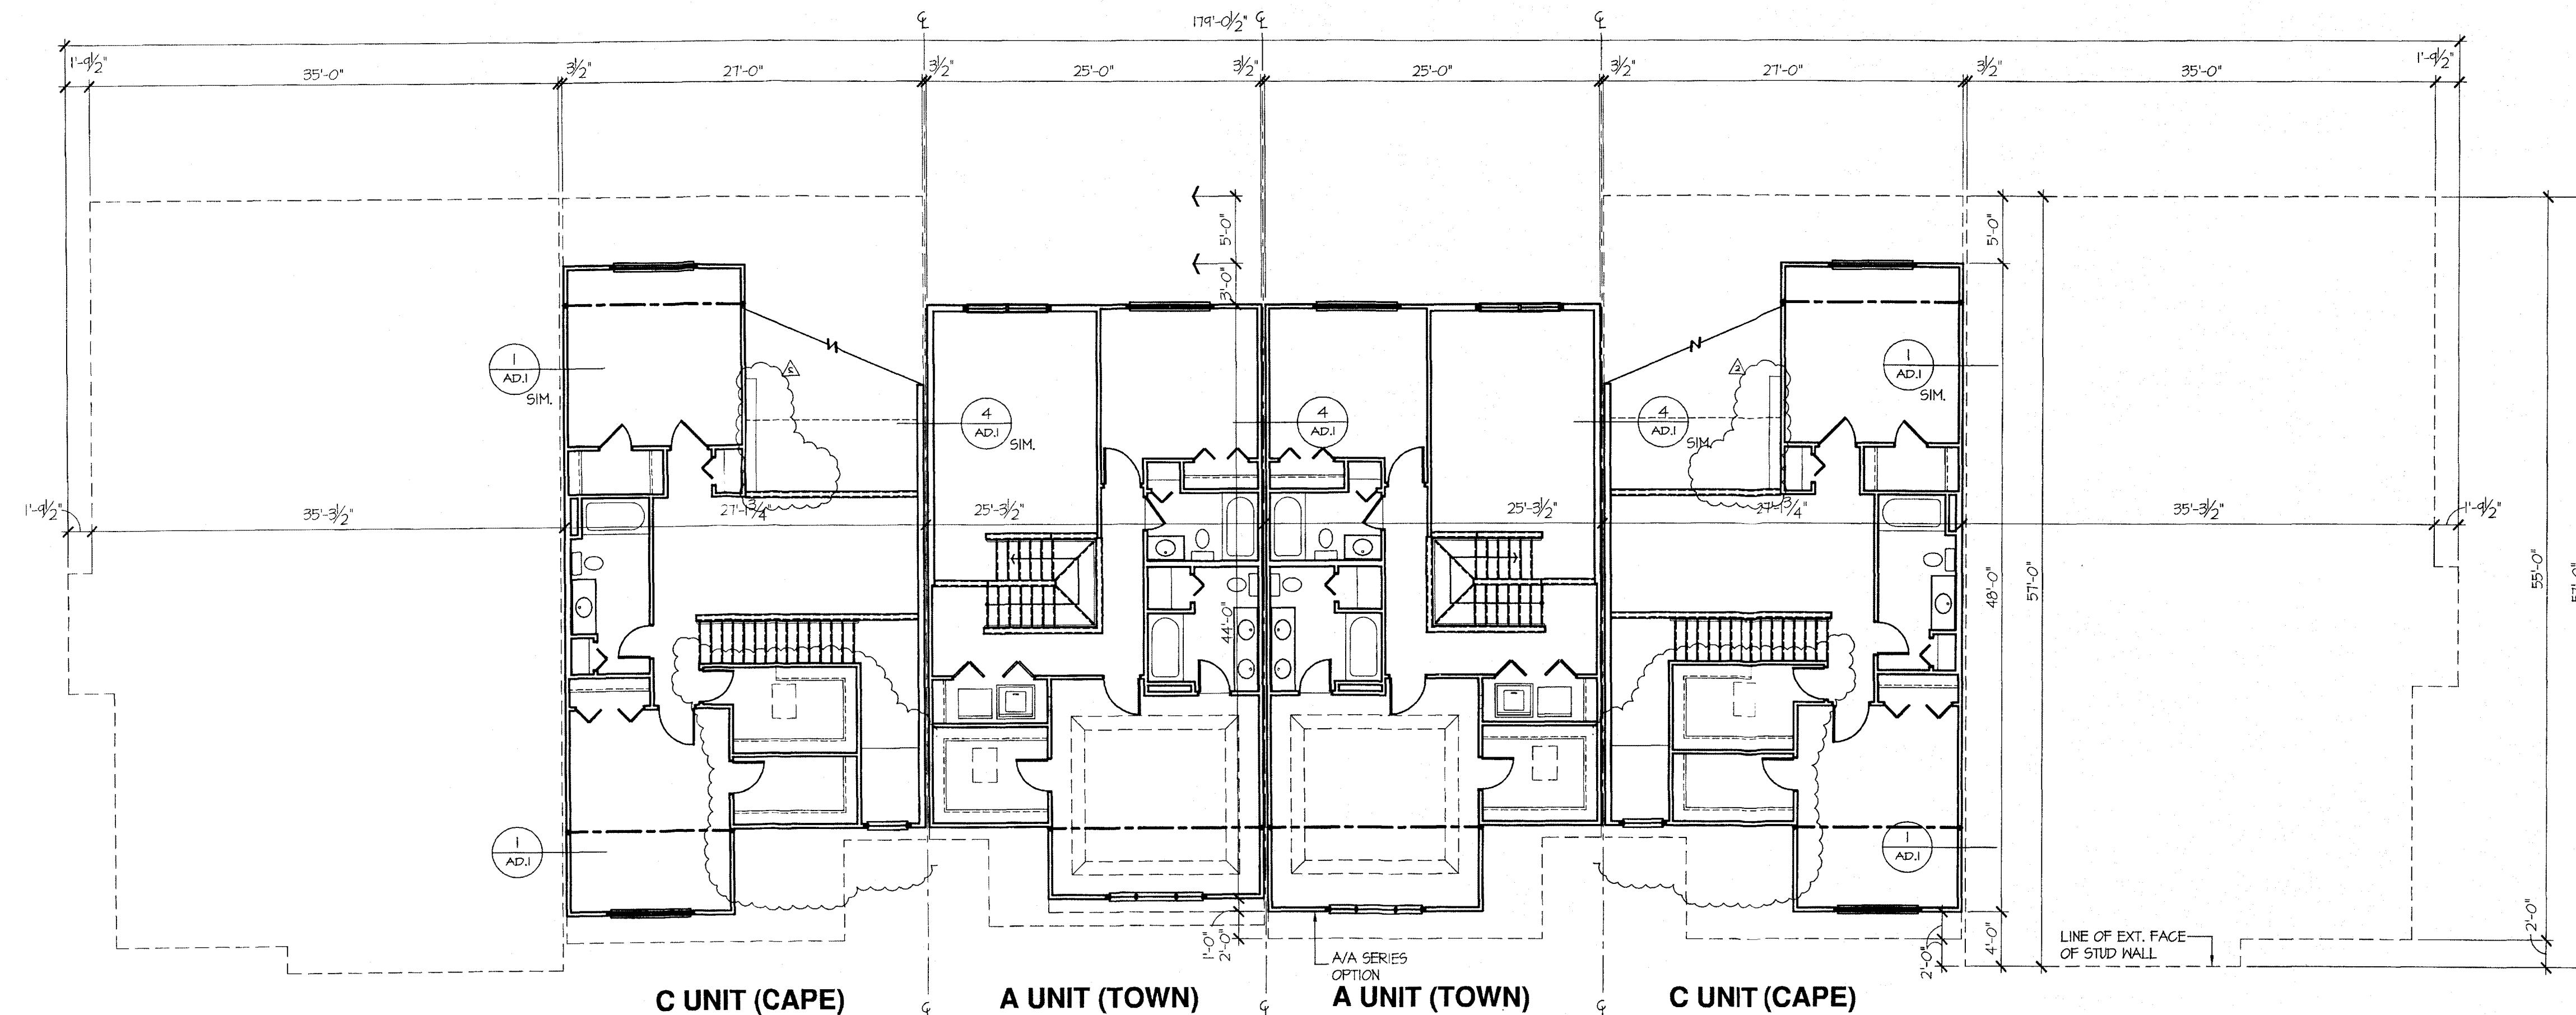 ℄ 179'-0½" ℄ ℄
1'-9½" 35'-0" 3½" 27'-0" 3½" 25'-0" 3½" 25'-0" 3½" 27'-0" 3½" 35'-0" 1'-9½"
5'-0" 5'-0"
3'-0"
2 2
1 1
AD.1 AD.1
SIM. SIM.
4 4 4
AD.1 AD.1 AD.1
SIM. SIM.
1'-9½" 35'-3½" 27'-1¾" 25'-3½" 25'-3½" 27'-1¾" 35'-3½" 1'-9½"
44'-0" 48'-0" 57'-0" 55'-0"
1 1
AD.1 AD.1
1'-0" 2'-0" 2'-0" 4'-0" 2'-0"
A/A SERIES
OPTION
LINE OF EXT. FACE
OF STUD WALL
C UNIT (CAPE) A UNIT (TOWN) A UNIT (TOWN) C UNIT (CAPE)
℄ ℄ ℄